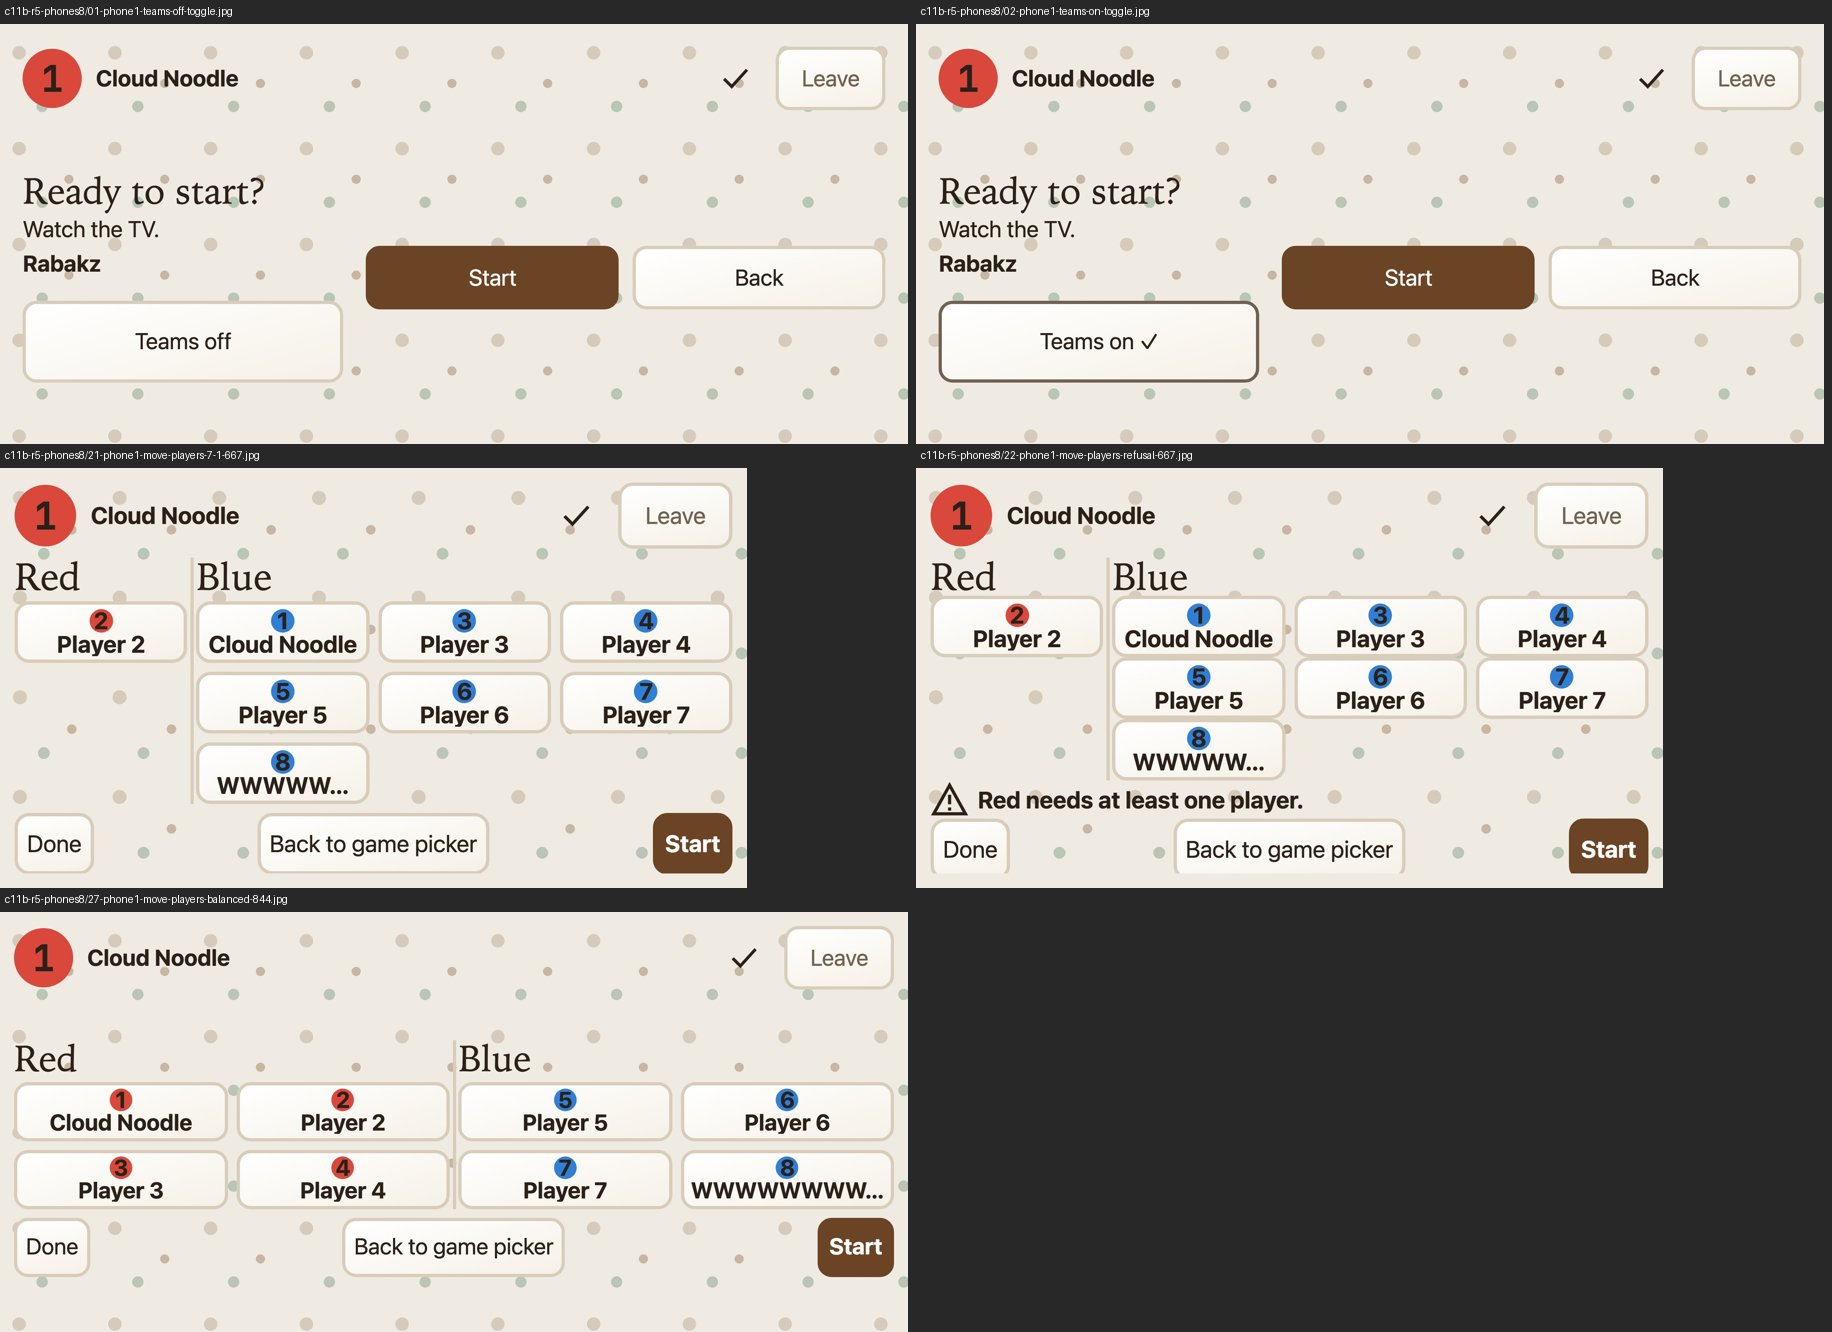 c11b-r5-phones8/01-phone1-teams-off-toggle.jpg
1 Cloud Noodle ✓ Leave
Ready to start?
Watch the TV.
Rabakz
Start Back
Teams off
c11b-r5-phones8/02-phone1-teams-on-toggle.jpg
1 Cloud Noodle ✓ Leave
Ready to start?
Watch the TV.
Rabakz
Start Back
Teams on ✓
c11b-r5-phones8/21-phone1-move-players-7-1-667.jpg
1 Cloud Noodle ✓ Leave
Red Blue
2 1 3 4
Player 2 Cloud Noodle Player 3 Player 4
5 6 7
Player 5 Player 6 Player 7
8
WWWWW...
Done Back to game picker Start
c11b-r5-phones8/22-phone1-move-players-refusal-667.jpg
1 Cloud Noodle ✓ Leave
Red Blue
2 1 3 4
Player 2 Cloud Noodle Player 3 Player 4
5 6 7
Player 5 Player 6 Player 7
8
WWWWW...
Red needs at least one player.
Done Back to game picker Start
c11b-r5-phones8/27-phone1-move-players-balanced-844.jpg
1 Cloud Noodle ✓ Leave
Red Blue
1 2 5 6
Cloud Noodle Player 2 Player 5 Player 6
3 4 7 8
Player 3 Player 4 Player 7 WWWWWWWW...
Done Back to game picker Start